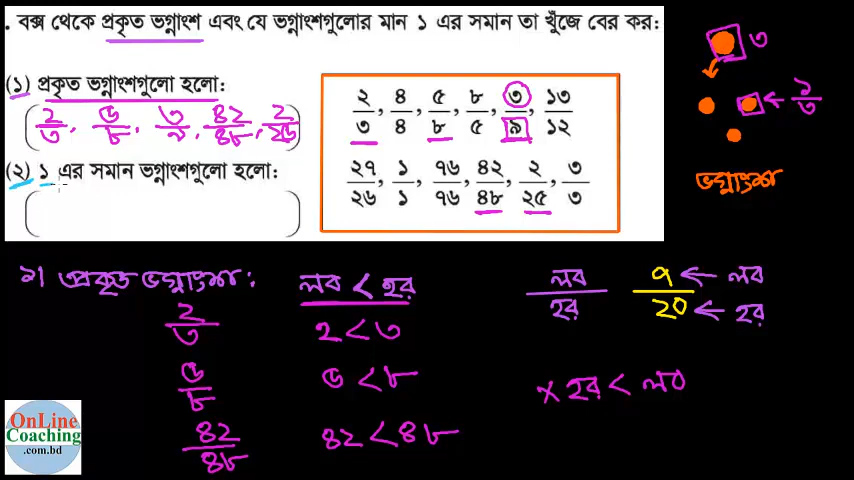 . বক্স থেকে প্রকৃত ভগ্নাংশ এবং যে ভগ্নাংশগুলোর মান ১ এর সমান তা খুঁজে বের কর:
(১) প্রকৃত ভগ্নাংশগুলো হলো:
২/৩, ৫/৮, ৩/৯, ৪২/৪৮, ২/২৫
(২) ১ এর সমান ভগ্নাংশগুলো হলো:
২/৩, ৪/৪, ৫/৮, ৮/৫, ৩/৯, ১৩/১২
২৭/২৬, ১/১, ৭৬/৭৬, ৪২/৪৮, ২/২৫, ৩/৩
৩
১/৩
ভগ্নাংশ
১। প্রকৃত ভগ্নাংশ: লব < হর
২/৩ ২ < ৩
৫/৮ ৫ < ৮
৪২/৪৮ ৪২ < ৪৮
লব/হর ৭/২০ ← লব ← হর
× হর < লব
OnLine
Coaching
.com.bd